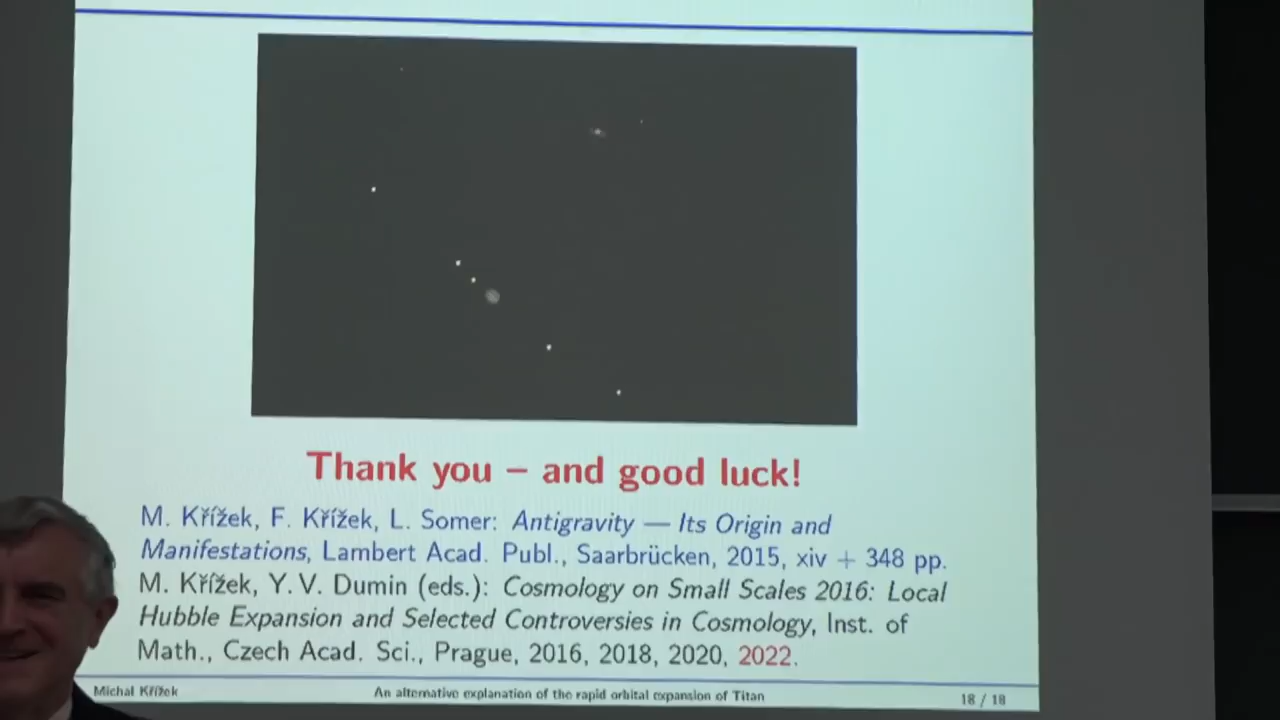 Thank you – and good luck!
M. Křížek, F. Křížek, L. Somer: Antigravity — Its Origin and
Manifestations, Lambert Acad. Publ., Saarbrücken, 2015, xiv + 348 pp.
M. Křížek, Y. V. Dumin (eds.): Cosmology on Small Scales 2016: Local
Hubble Expansion and Selected Controversies in Cosmology, Inst. of
Math., Czech Acad. Sci., Prague, 2016, 2018, 2020, 2022.
Michal Křížek An alternative explanation of the rapid orbital expansion of Titan 18 / 18